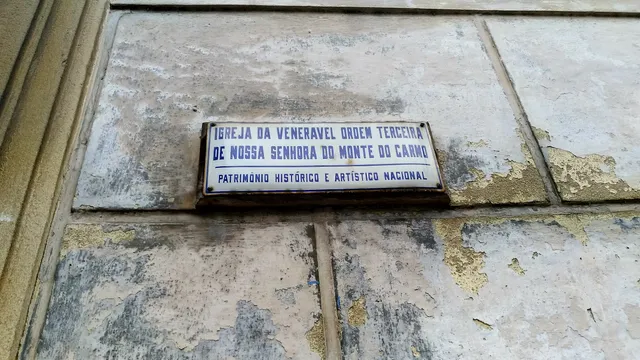 IGREJA DA VENERAVEL ORDEM TERCEIRA
DE NOSSA SENHORA DO MONTE DO CARMO
PATRIMÔNIO HISTÓRICO E ARTÍSTICO NACIONAL